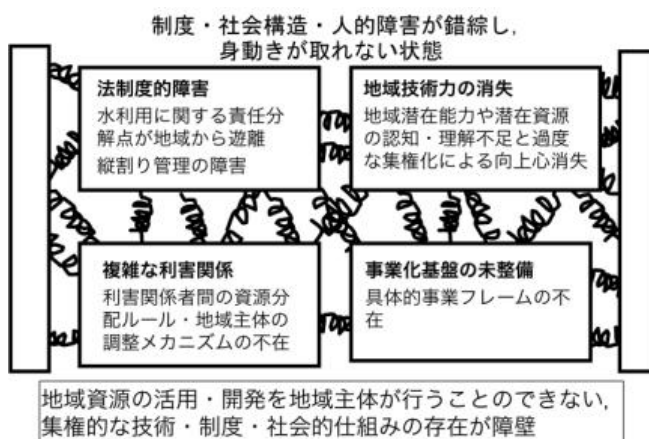 制度・社会構造・人的障害が錯綜し，
身動きが取れない状態
法制度的障害
水利用に関する責任分
解点が地域から遊離
縦割り管理の障害
地域技術力の消失
地域潜在能力や潜在資源
の認知・理解不足と過度
な集権化による向上心消失
複雑な利害関係
利害関係者間の資源分
配ルール・地域主体の
調整メカニズムの不在
事業化基盤の未整備
具体的事業フレームの不
在
地域資源の活用・開発を地域主体が行うことのできない，
集権的な技術・制度・社会的仕組みの存在が障壁